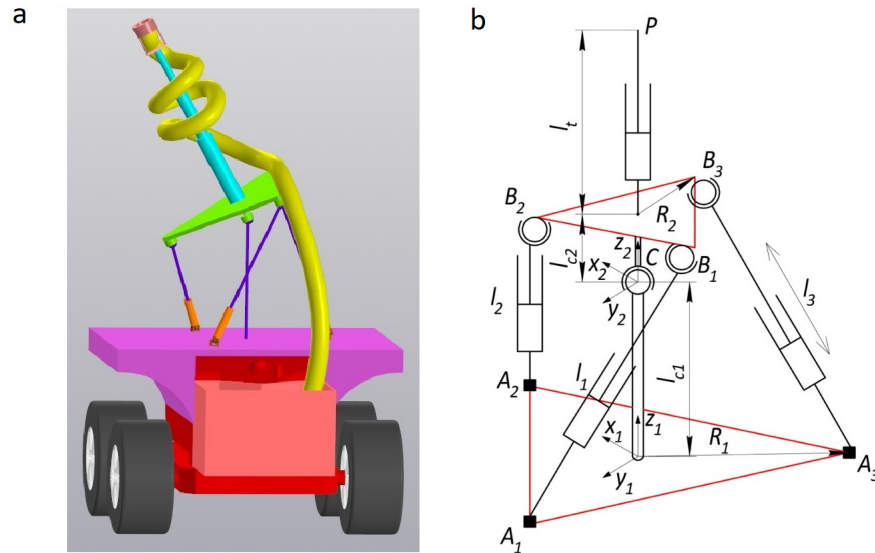 a
b
P
l_t
B_3
B_2
R_2
z_2
C
x_2
B_1
l_c2
y_2
l_2
l_3
l_1
l_c1
A_2
x_1
z_1
R_1
y_1
A_3
A_1